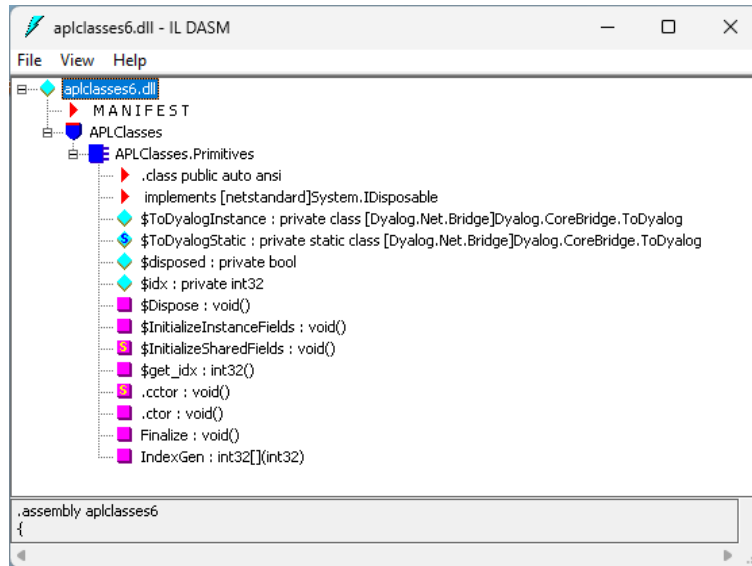 aplclasses6.dll - IL DASM
File View Help
aplclasses6.dll
MANIFEST
APLClasses
APLClasses.Primitives
.class public auto ansi
implements [netstandard]System.IDisposable
$ToDyalogInstance : private class [Dyalog.Net.Bridge]Dyalog.CoreBridge.ToDyalog
$ToDyalogStatic : private static class [Dyalog.Net.Bridge]Dyalog.CoreBridge.ToDyalog
$disposed : private bool
$idx : private int32
$Dispose : void()
$InitializeInstanceFields : void()
$InitializeSharedFields : void()
$get_idx : int32()
.cctor : void()
.ctor : void()
Finalize : void()
IndexGen : int32[](int32)
.assembly aplclasses6
{